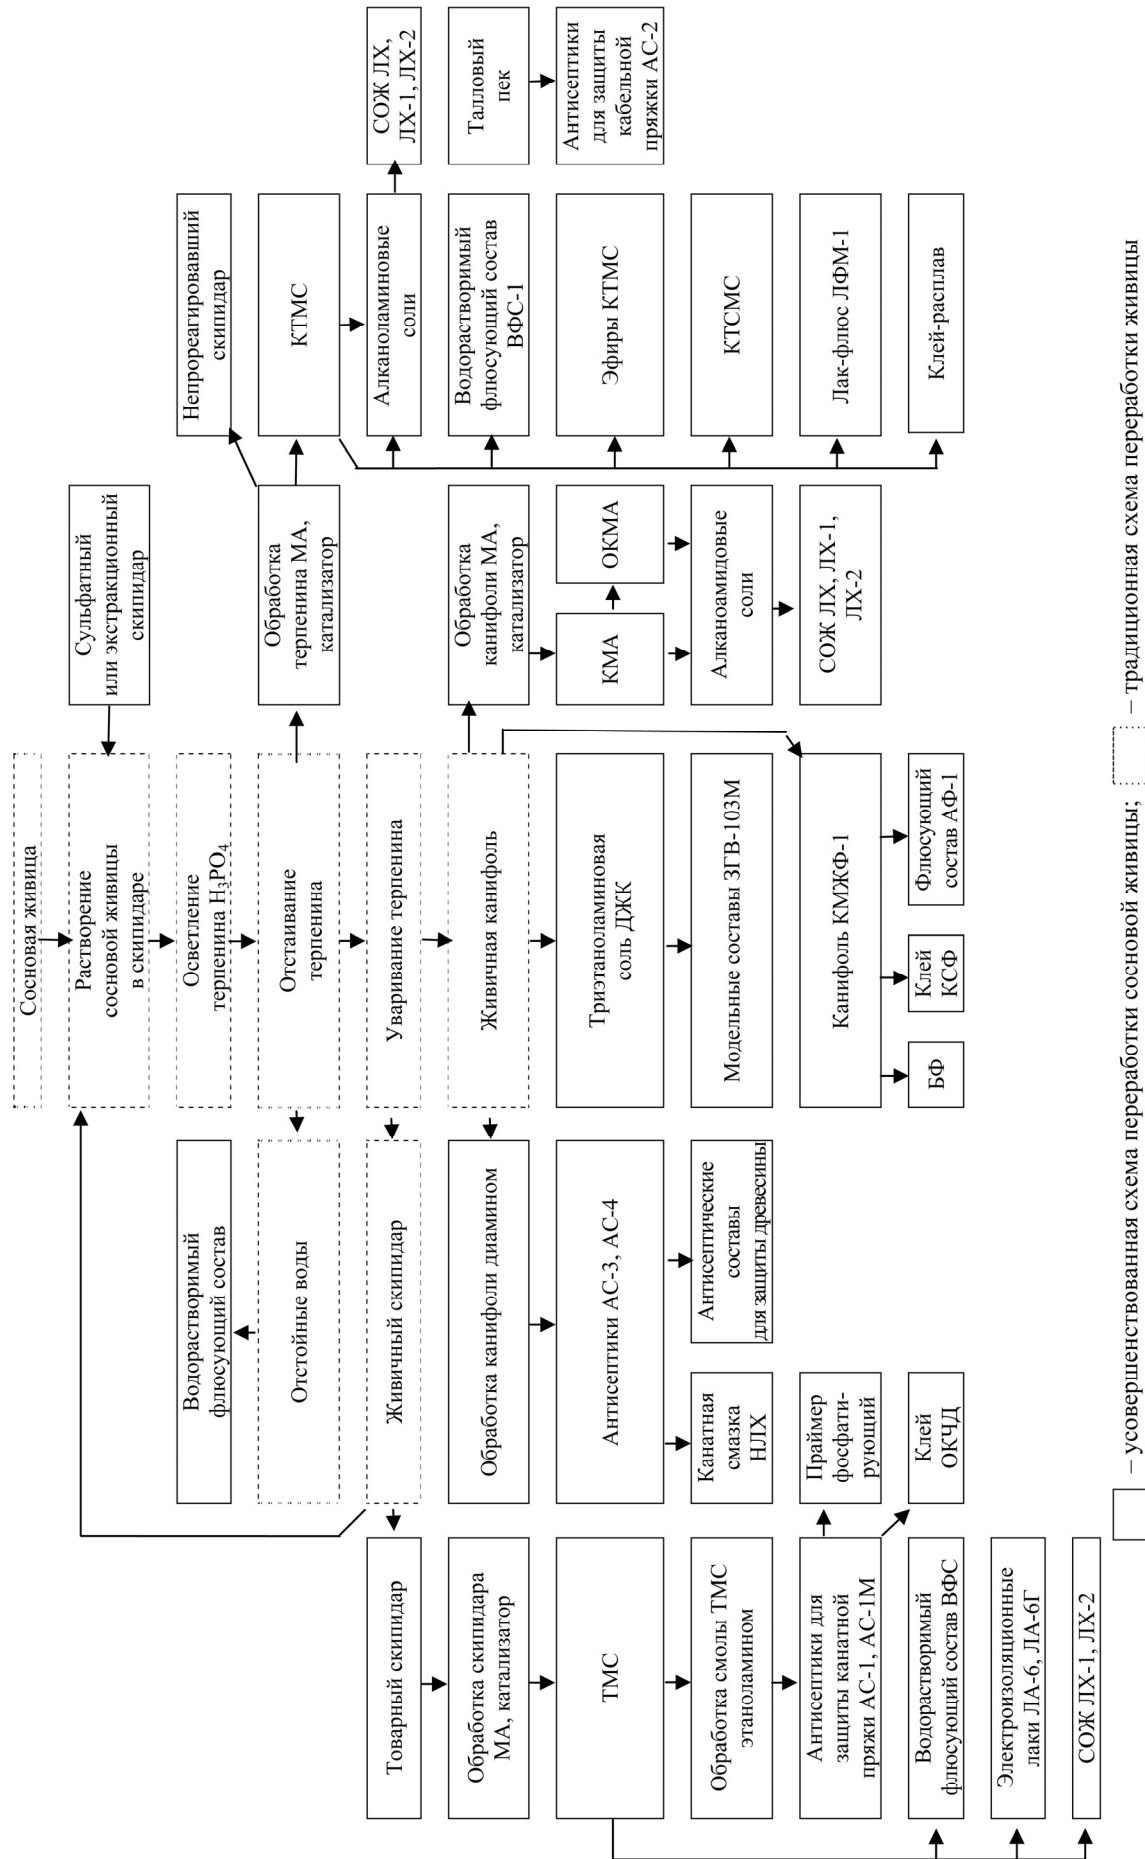 Сосновая живица
Растворение
сосновой живицы
в скипидаре
Сульфатный
или экстракционный
скипидар
Осветление
терпенина H₃PO₄
Водорастворимый
флюсующий состав
Непрореагировавший
скипидар
Отстойные воды
Отстаивание
терпенина
Обработка
терпенина МА,
катализатор
КТМС
Товарный скипидар
Живичный скипидар
Уваривание терпенина
Алканоламиновые
соли
СОЖ ЛХ,
ЛХ-1, ЛХ-2
Обработка скипидара
МА, катализатор
Обработка канифоли диамином
Живичная канифоль
Обработка
канифоли МА,
катализатор
Водорастворимый
флюсующий состав
ВФС-1
Талловый
пек
ТМС
Антисептики АС-3, АС-4
Триэтаноламиновая
соль ДЖК
КМА
ОКМА
Эфиры КТМС
Антисептики
для защиты
кабельной
пряжки АС-2
Обработка смолы ТМС
этаноламином
Канатная
смазка
НЛХ
Антисептические
составы
для защиты древесины
Модельные составы ЗГВ-103М
Алканоамидовые
соли
КТСМС
Антисептики для
защиты канатной
пряжи АС-1, АС-1М
Праймер
фосфати-
рующий
Канифоль КМЖФ-1
СОЖ ЛХ, ЛХ-1,
ЛХ-2
Лак-флюс ЛФМ-1
Водорастворимый
флюсующий состав ВФС
Клей
ОКЧД
БФ
Клей
КСФ
Флюсующий
состав АФ-1
Клей-расплав
Электроизоляционные
лаки ЛА-6, ЛА-6Г
СОЖ ЛХ-1, ЛХ-2
– усовершенствованная схема переработки сосновой живицы; – традиционная схема переработки живицы